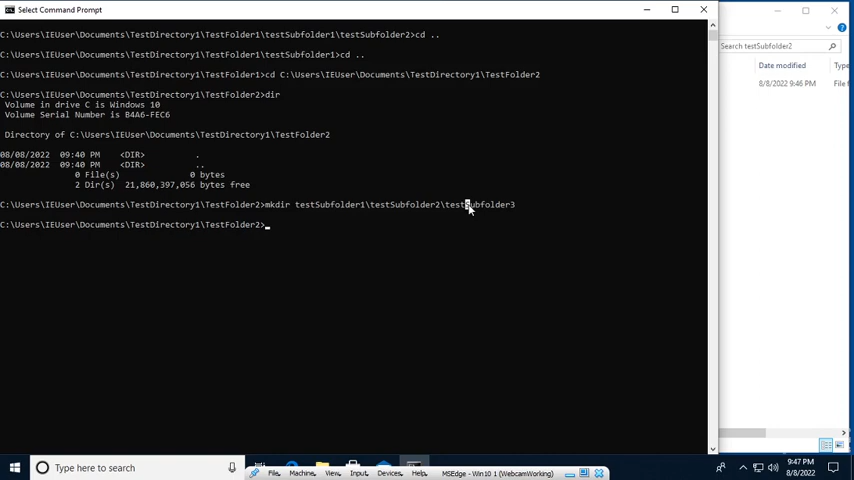 Select Command Prompt
C:\Users\IEUser\Documents\TestDirectory1\TestFolder1\testSubfolder1\testSubfolder2>cd ..
Search testSubfolder2
C:\Users\IEUser\Documents\TestDirectory1\TestFolder1\testSubfolder1>cd ..
Date modified
Type
C:\Users\IEUser\Documents\TestDirectory1\TestFolder1>cd C:\Users\IEUser\Documents\TestDirectory1\TestFolder2
8/8/2022 9:46 PM
File f
C:\Users\IEUser\Documents\TestDirectory1\TestFolder2>dir
Volume in drive C is Windows 10
Volume Serial Number is B4A6-FEC6
Directory of C:\Users\IEUser\Documents\TestDirectory1\TestFolder2
08/08/2022 09:40 PM <DIR> .
08/08/2022 09:40 PM <DIR> ..
0 File(s) 0 bytes
2 Dir(s) 21,860,397,056 bytes free
C:\Users\IEUser\Documents\TestDirectory1\TestFolder2>mkdir testSubfolder1\testSubfolder2\testSubfolder3
C:\Users\IEUser\Documents\TestDirectory1\TestFolder2>_
Type here to search
File
Machine
View
Input
Devices
Help
MSEdge - Win10 1 (WebcamWorking)
9:47 PM
8/8/2022